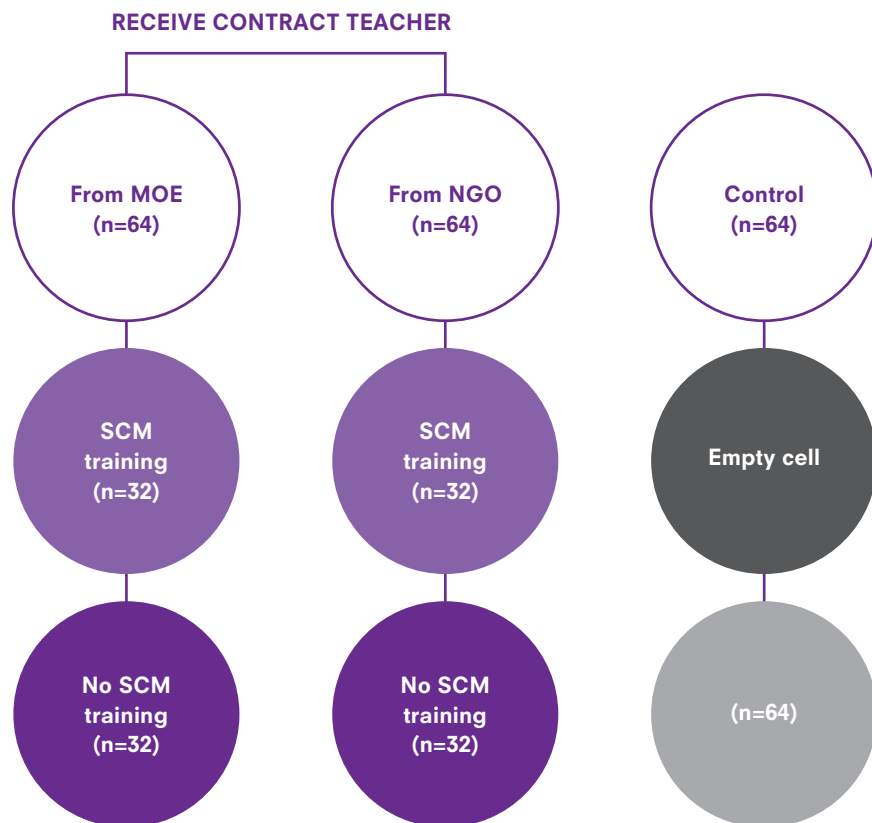 RECEIVE CONTRACT TEACHER
From MOE
(n=64)
From NGO
(n=64)
Control
(n=64)
SCM
training
(n=32)
SCM
training
(n=32)
Empty cell
No SCM
training
(n=32)
No SCM
training
(n=32)
(n=64)